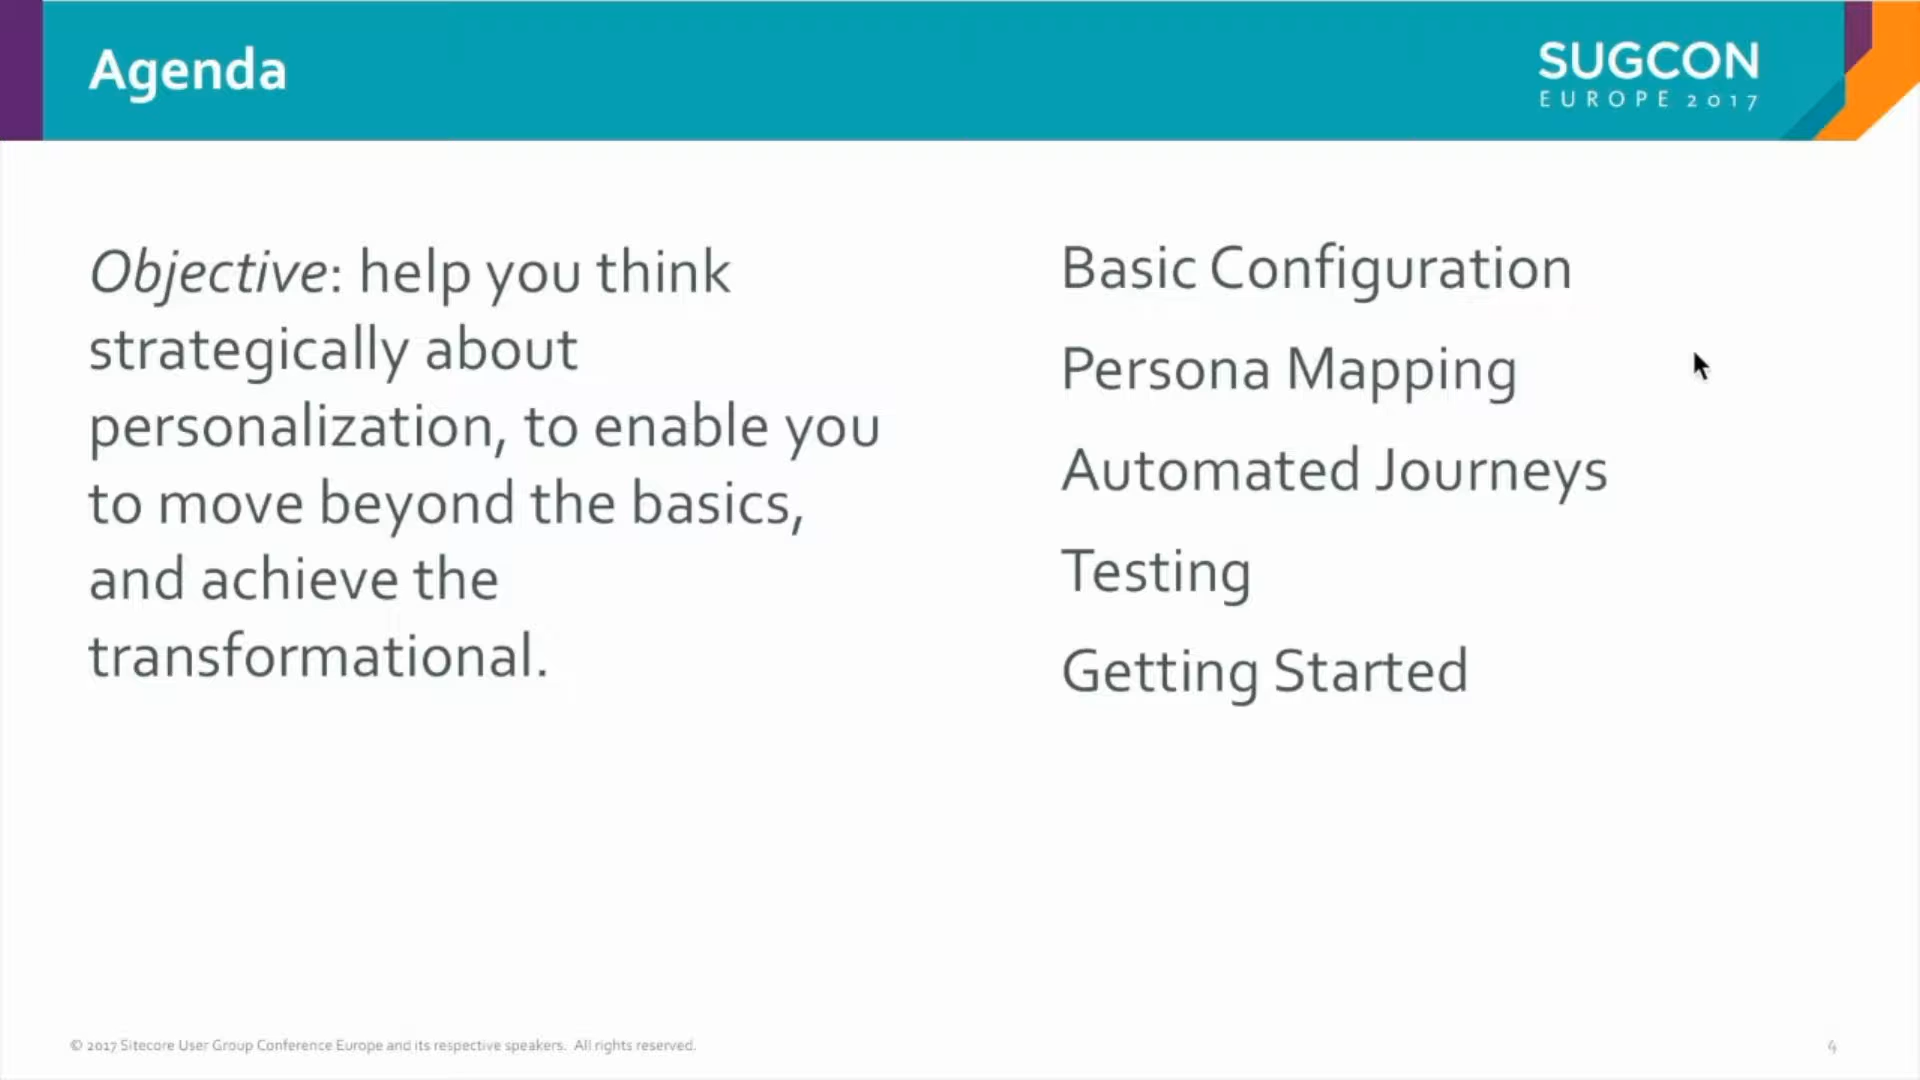 Agenda
SUGCON
EUROPE 2017
Objective: help you think
strategically about
personalization, to enable you
to move beyond the basics,
and achieve the
transformational.
Basic Configuration
Persona Mapping
Automated Journeys
Testing
Getting Started
© 2017 Sitecore User Group Conference Europe and its respective speakers. All rights reserved.
4